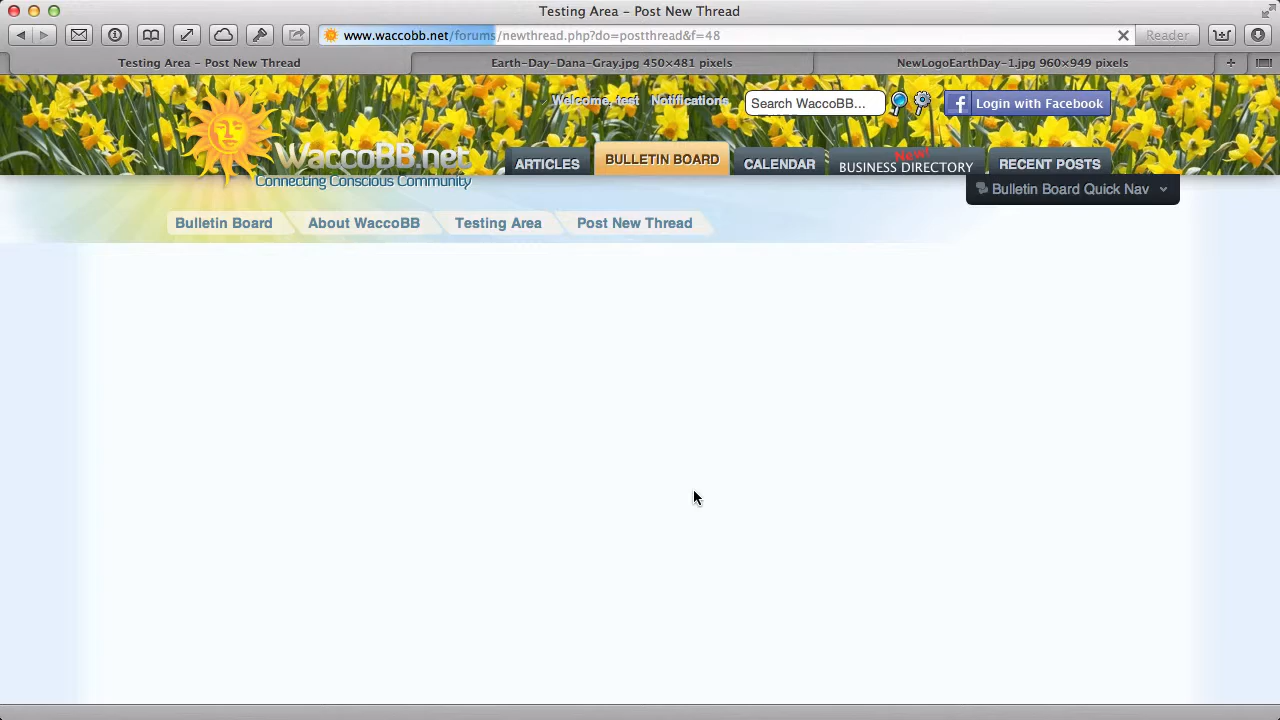 Testing Area – Post New Thread
www.waccobb.net/forums/newthread.php?do=postthread&f=48
Reader
Testing Area – Post New Thread
Earth-Day-Dana-Gray.jpg 450×481 pixels
NewLogoEarthDay-1.jpg 960×949 pixels
Welcome, test
Notifications
Search WaccoBB...
Login with Facebook
WaccoBB.net
Connecting Conscious Community
ARTICLES
BULLETIN BOARD
CALENDAR
New!
BUSINESS DIRECTORY
RECENT POSTS
Bulletin Board Quick Nav
Bulletin Board
About WaccoBB
Testing Area
Post New Thread